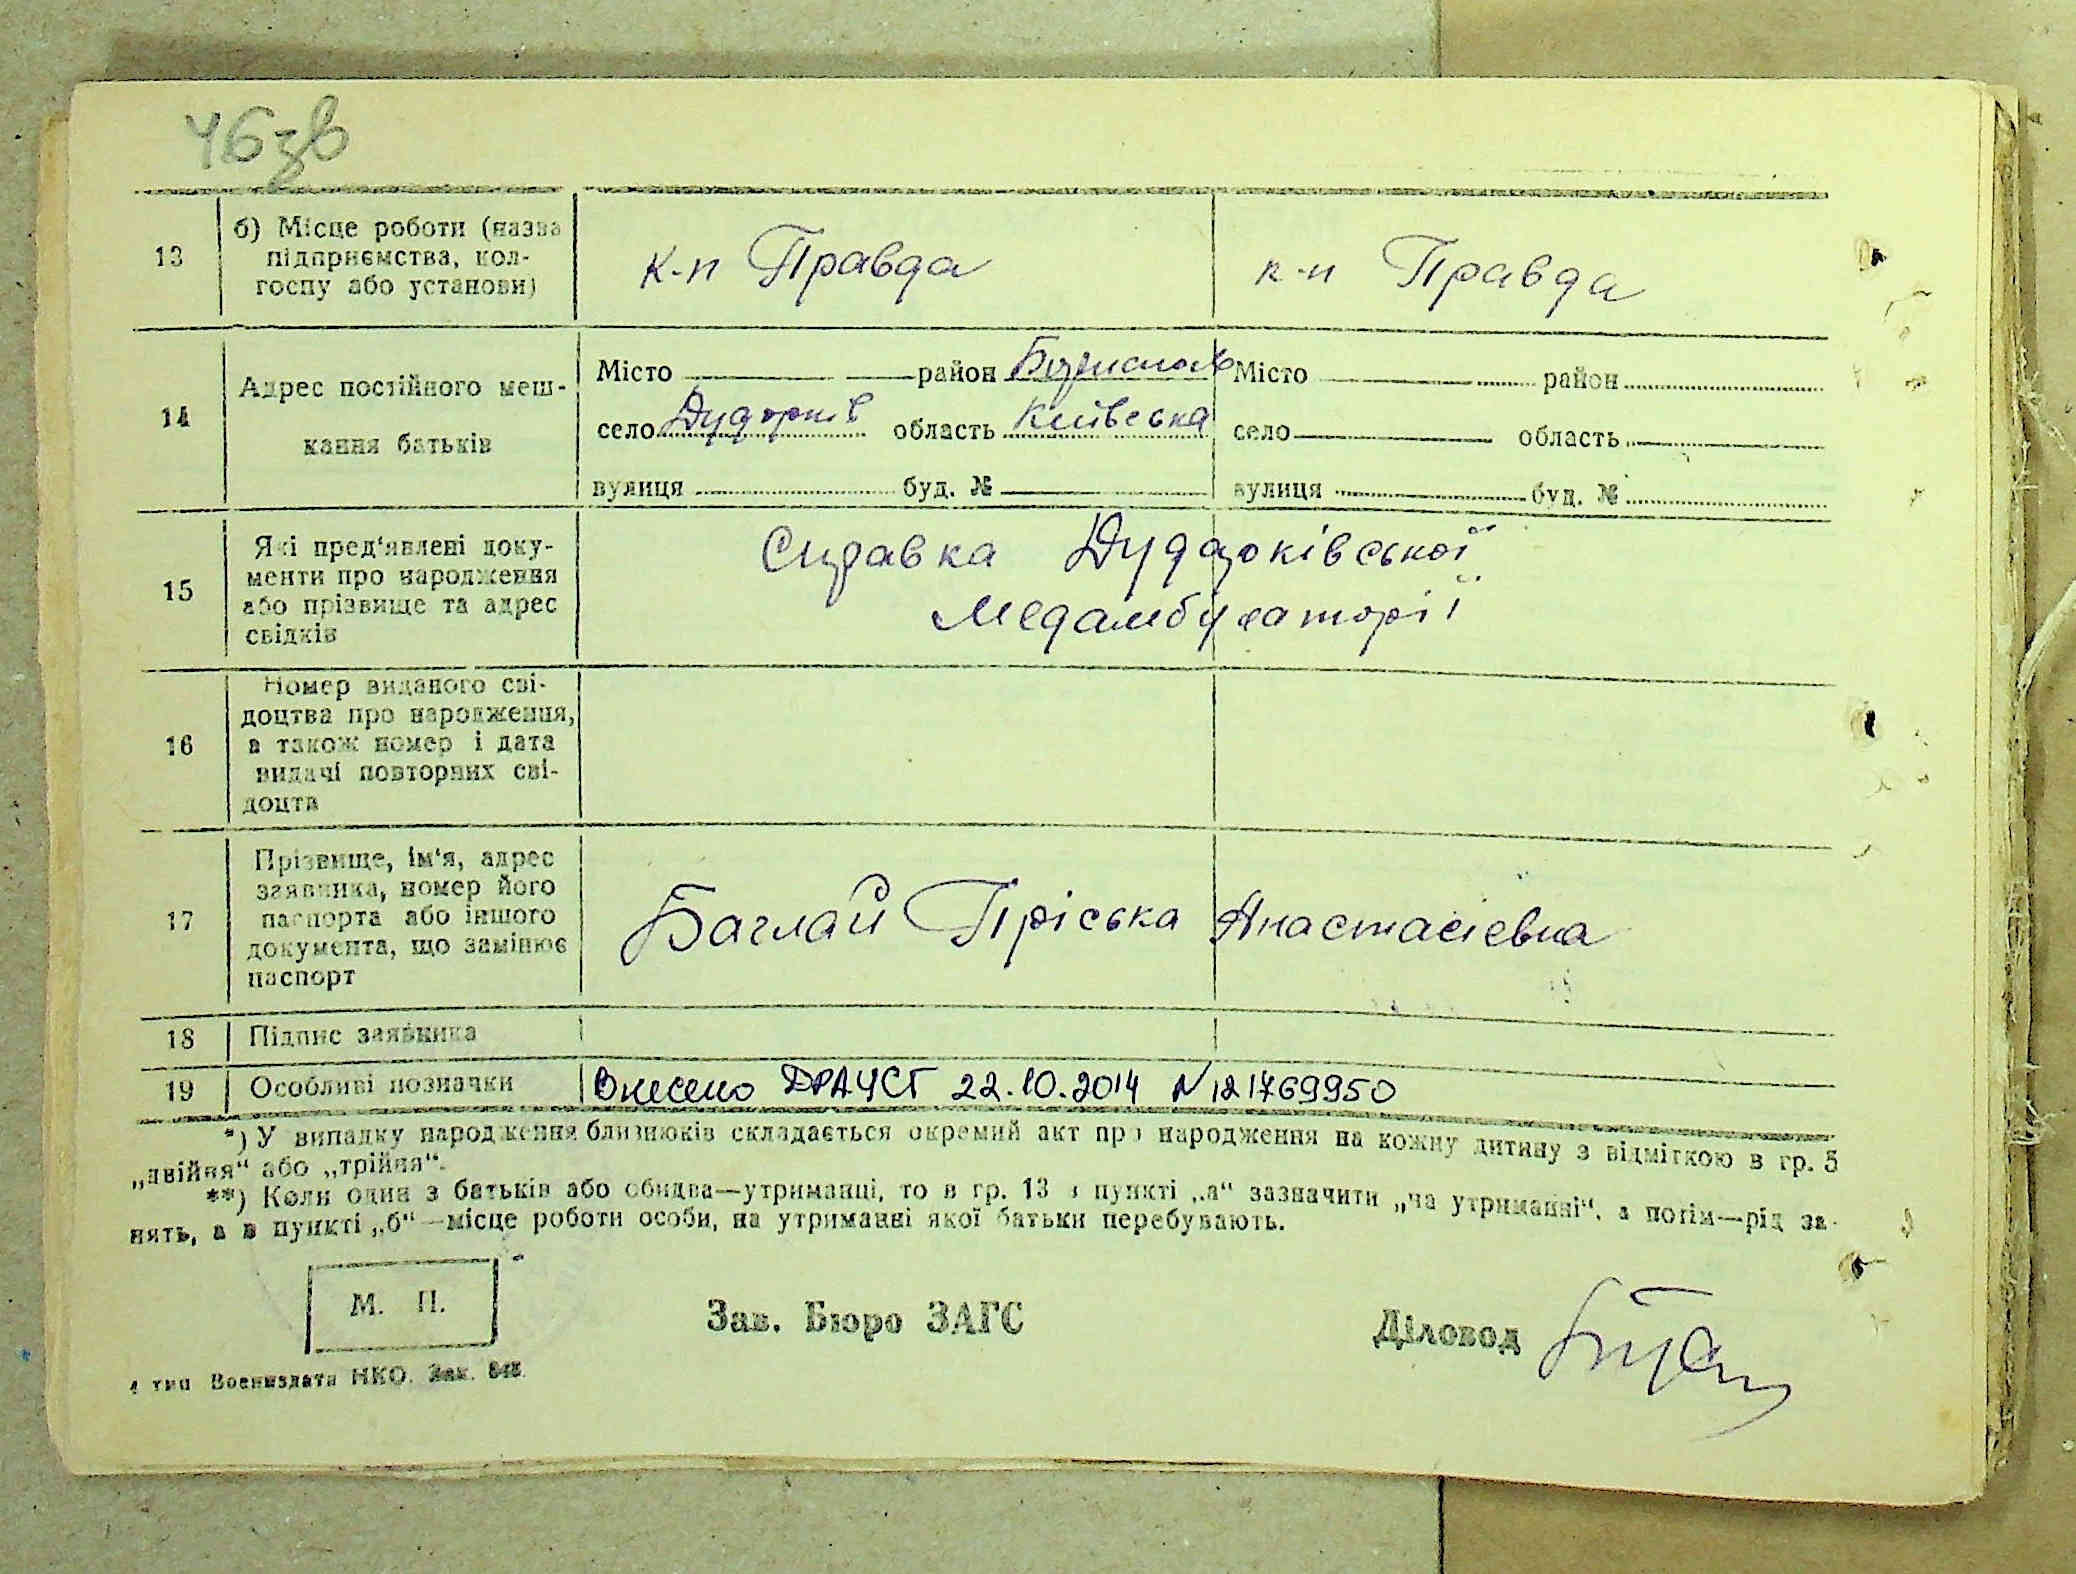 46зв
13
б) Місце роботи (назва
підприємства, кол-
госпу або установи)
к-п Правда
к-п Правда
14
Адрес постійного меш-
кання батьків
Місто район Бориспол
село Дударків область Київська
вулиця буд. №
Місто район
село область
вулиця буд. №
15
Які пред'явлені доку-
менти про народження
або прізвище та адрес
свідків
Справка Дударківської
Медамбулаторії
16
Номер виданого сві-
доцтва про народження,
а також номер і дата
видачі повторних сві-
доцтв
17
Прізвище, ім'я, адрес
заявника, номер його
паспорта або іншого
документа, що замінює
паспорт
Баглай Пріська Анастасієвна
18
Підпис заявника
19
Особливі позначки
Внесено ДРАЦСГ 22.10.2014 N 121769950
*) У випадку народження близнюків складається окремий акт про народження на кожну дитину з відміткою в гр. 5
„двійня“ або „трійня“.
**) Коли один з батьків або обидва—утриманці, то в гр. 13 в пункті „а“ зазначити „на утриманні“, а потім—рід за-
нять, а в пункті „б“—місце роботи особи, на утриманні якої батьки перебувають.
М. П.
Зав. Бюро ЗАГС
Діловод
4 тип Воениздата НКО. Зак. 848.